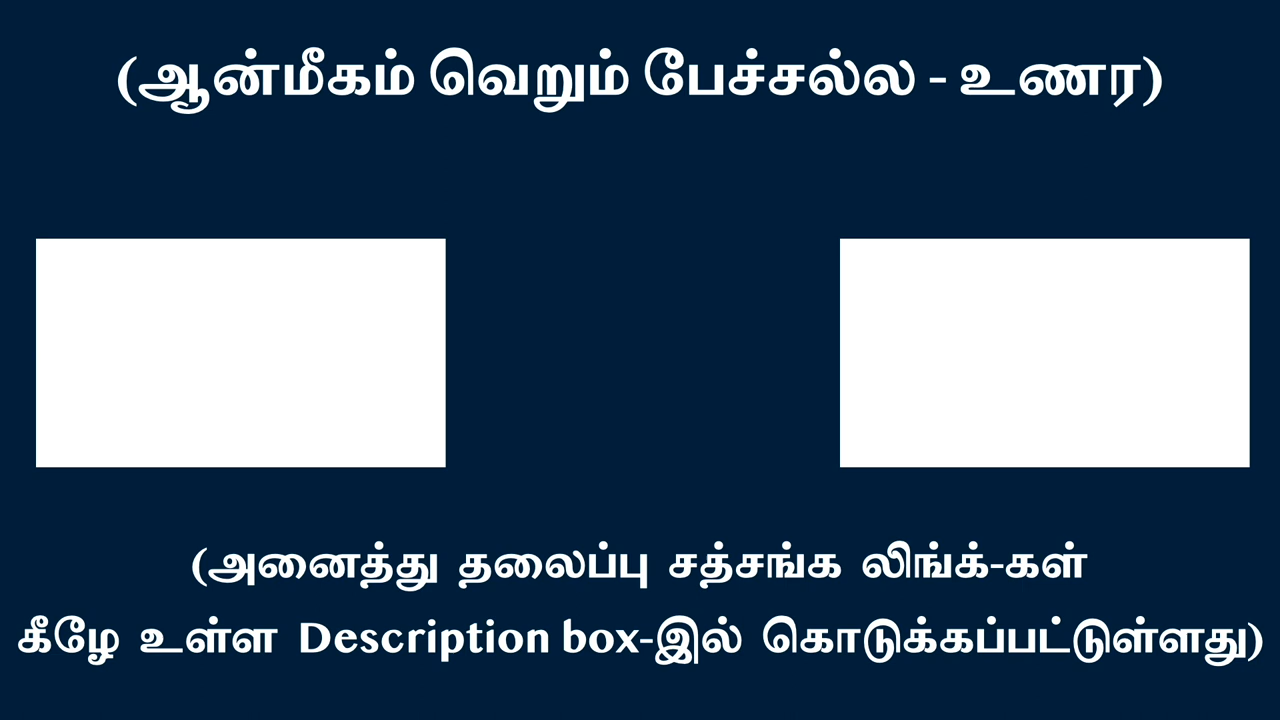 (ஆன்மீகம் வெறும் பேச்சல்ல - உணர)
(அனைத்து தலைப்பு சத்சங்க லிங்க்-கள்
கீழே உள்ள Description box-இல் கொடுக்கப்பட்டுள்ளது)